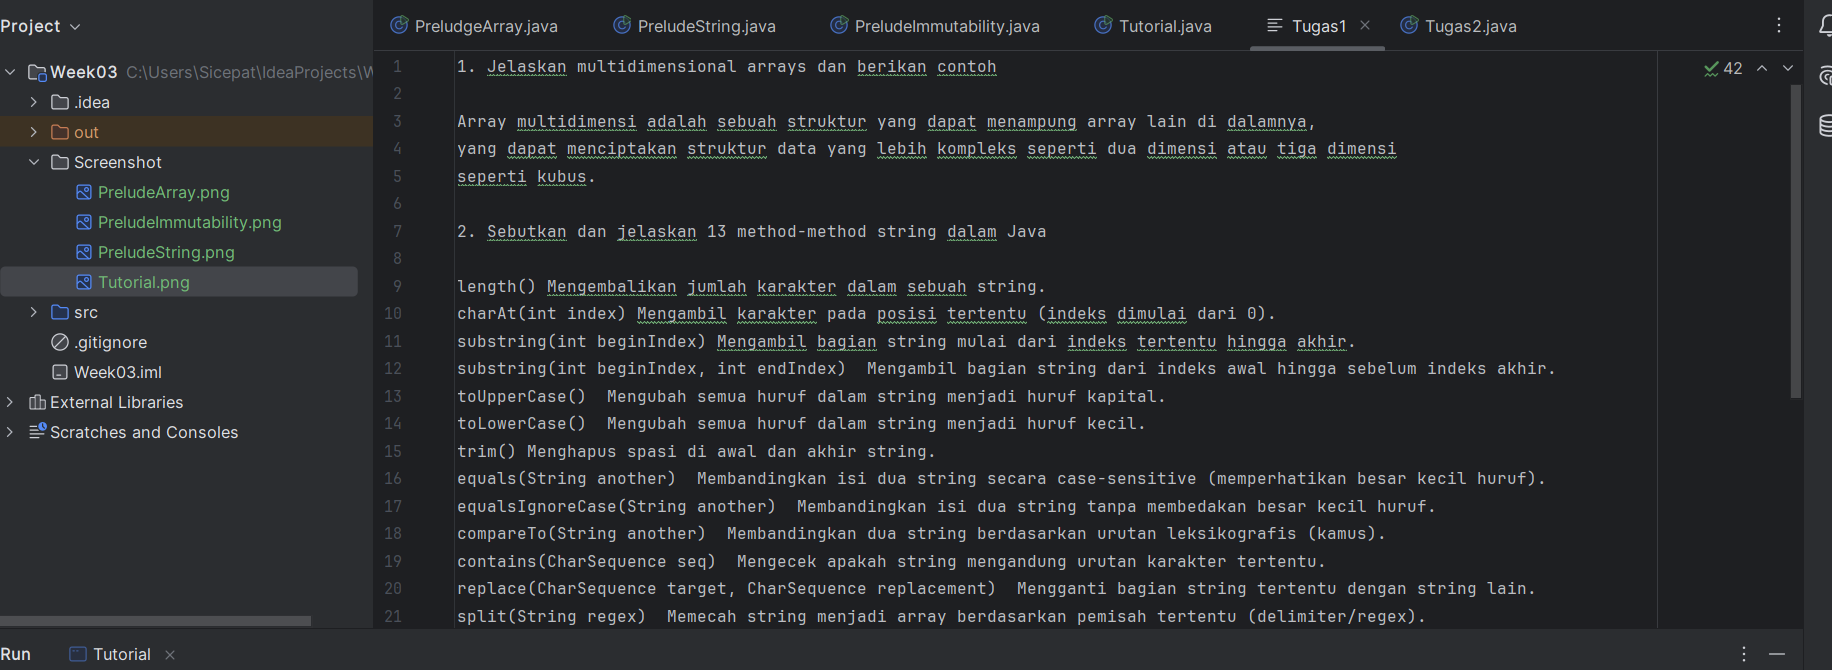 Project
PreludgeArray.java
PreludeString.java
PreludeImmutability.java
Tutorial.java
Tugas1
Tugas2.java
Week03 C:\Users\Sicepat\IdeaProjects\W
.idea
out
Screenshot
PreludeArray.png
PreludeImmutability.png
PreludeString.png
Tutorial.png
src
.gitignore
Week03.iml
External Libraries
Scratches and Consoles
42
1 1. Jelaskan multidimensional arrays dan berikan contoh
2
3 Array multidimensi adalah sebuah struktur yang dapat menampung array lain di dalamnya,
4 yang dapat menciptakan struktur data yang lebih kompleks seperti dua dimensi atau tiga dimensi
5 seperti kubus.
6
7 2. Sebutkan dan jelaskan 13 method-method string dalam Java
8
9 length() Mengembalikan jumlah karakter dalam sebuah string.
10 charAt(int index) Mengambil karakter pada posisi tertentu (indeks dimulai dari 0).
11 substring(int beginIndex) Mengambil bagian string mulai dari indeks tertentu hingga akhir.
12 substring(int beginIndex, int endIndex)  Mengambil bagian string dari indeks awal hingga sebelum indeks akhir.
13 toUpperCase()  Mengubah semua huruf dalam string menjadi huruf kapital.
14 toLowerCase()  Mengubah semua huruf dalam string menjadi huruf kecil.
15 trim() Menghapus spasi di awal dan akhir string.
16 equals(String another)  Membandingkan isi dua string secara case-sensitive (memperhatikan besar kecil huruf).
17 equalsIgnoreCase(String another)  Membandingkan isi dua string tanpa membedakan besar kecil huruf.
18 compareTo(String another)  Membandingkan dua string berdasarkan urutan leksikografis (kamus).
19 contains(CharSequence seq)  Mengecek apakah string mengandung urutan karakter tertentu.
20 replace(CharSequence target, CharSequence replacement)  Mengganti bagian string tertentu dengan string lain.
21 split(String regex)  Memecah string menjadi array berdasarkan pemisah tertentu (delimiter/regex).
Run
Tutorial